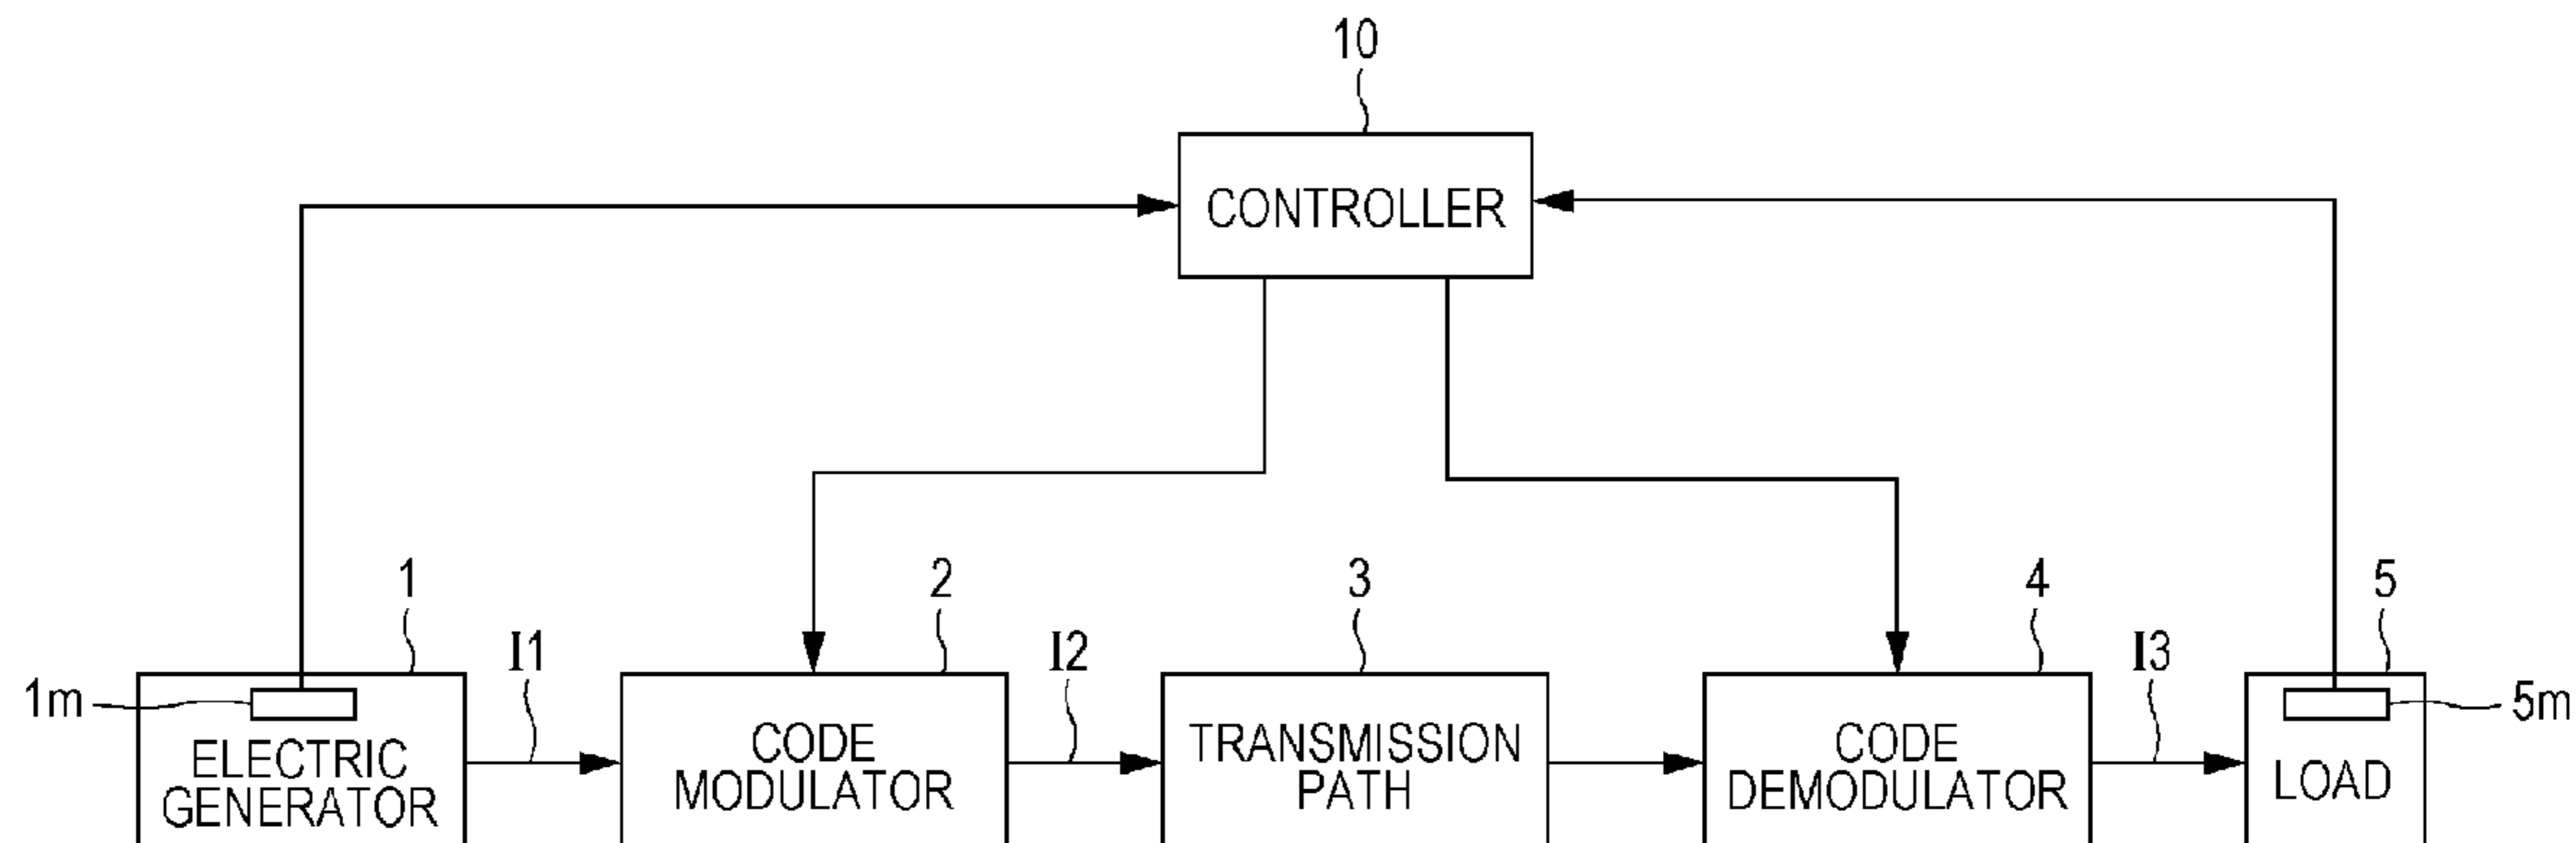 10
CONTROLLER
1
2
3
4
5
I1
I2
I3
1m
5m
ELECTRIC
GENERATOR
CODE
MODULATOR
TRANSMISSION
PATH
CODE
DEMODULATOR
LOAD